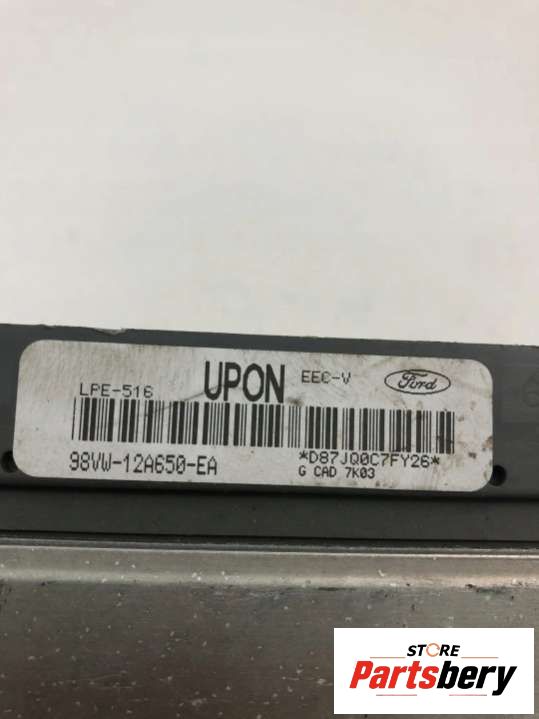 UPON EEC-V Ford
LPE-516
98VW-12A650-EA *D87JQ0C7FY26*
G CAD 7K03
STORE
Partsbery